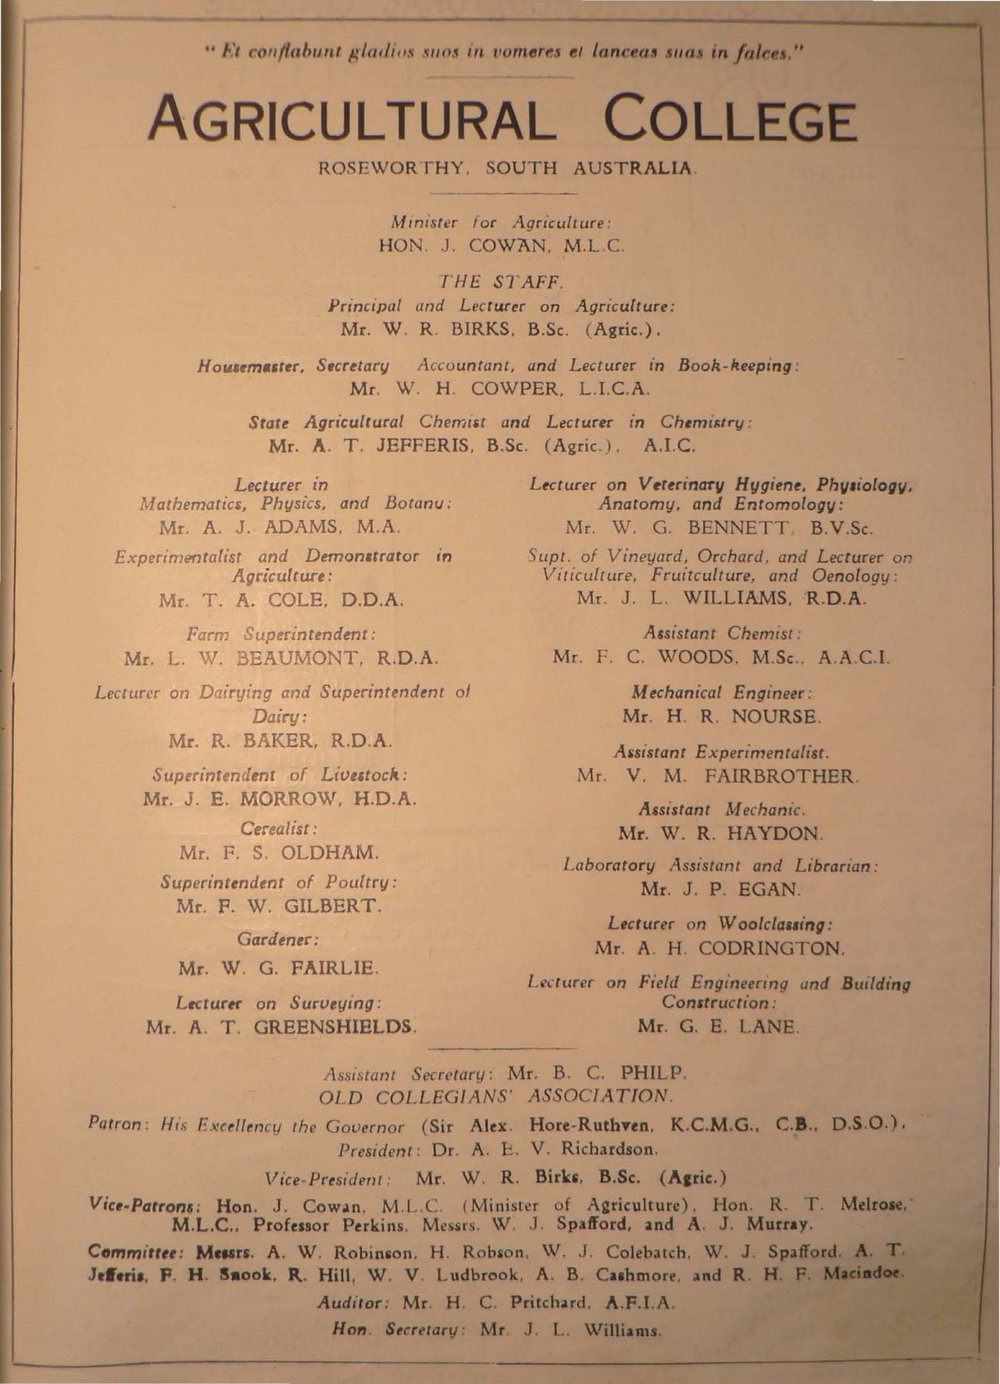 " Et conflabunt gladios suos in vomeres et lanceas suas in falces."
AGRICULTURAL COLLEGE
ROSEWORTHY, SOUTH AUSTRALIA.
Minister for Agriculture:
HON. J. COWAN, M.L.C.
THE STAFF.
Principal and Lecturer on Agriculture:
Mr. W. R. BIRKS, B.Sc. (Agric.).
Housemaster, Secretary Accountant, and Lecturer in Book-keeping:
Mr. W. H. COWPER, L.I.C.A.
State Agricultural Chemist and Lecturer in Chemistry:
Mr. A. T. JEFFERIS, B.Sc. (Agric.), A.I.C.
Lecturer in
Mathematics, Physics, and Botany:
Mr. A. J. ADAMS, M.A.
Experimentalist and Demonstrator in
Agriculture:
Mr. T. A. COLE, D.D.A.
Farm Superintendent:
Mr. L. W. BEAUMONT, R.D.A.
Lecturer on Dairying and Superintendent of
Dairy:
Mr. R. BAKER, R.D.A.
Superintendent of Livestock:
Mr. J. E. MORROW, H.D.A.
Cerealist:
Mr. F. S. OLDHAM.
Superintendent of Poultry:
Mr. F. W. GILBERT.
Gardener:
Mr. W. G. FAIRLIE.
Lecturer on Surveying:
Mr. A. T. GREENSHIELDS.
Lecturer on Veterinary Hygiene, Physiology,
Anatomy, and Entomology:
Mr. W. G. BENNETT, B.V.Sc.
Supt. of Vineyard, Orchard, and Lecturer on
Viticulture, Fruitculture, and Oenology:
Mr. J. L. WILLIAMS, R.D.A.
Assistant Chemist:
Mr. F. C. WOODS, M.Sc., A.A.C.I.
Mechanical Engineer:
Mr. H. R. NOURSE.
Assistant Experimentalist.
Mr. V. M. FAIRBROTHER.
Assistant Mechanic.
Mr. W. R. HAYDON.
Laboratory Assistant and Librarian:
Mr. J. P. EGAN.
Lecturer on Woolclassing:
Mr. A. H. CODRINGTON.
Lecturer on Field Engineering and Building
Construction:
Mr. G. E. LANE.
Assistant Secretary: Mr. B. C. PHILP.
OLD COLLEGIANS' ASSOCIATION.
Patron: His Excellency the Governor (Sir Alex. Hore-Ruthven, K.C.M.G., C.B., D.S.O.).
President: Dr. A. E. V. Richardson.
Vice-President: Mr. W. R. Birks, B.Sc. (Agric.)
Vice-Patrons: Hon. J. Cowan, M.L.C. (Minister of Agriculture), Hon. R. T. Melrose,
M.L.C., Professor Perkins, Messrs. W. J. Spafford, and A. J. Murray.
Committee: Messrs. A. W. Robinson, H. Robson, W. J. Colebatch, W. J. Spafford, A. T.
Jefferis, F. H. Snook, R. Hill, W. V. Ludbrook, A. B. Cashmore, and R. H. F. Macindoe.
Auditor: Mr. H. C. Pritchard, A.F.I.A.
Hon. Secretary: Mr. J. L. Williams.